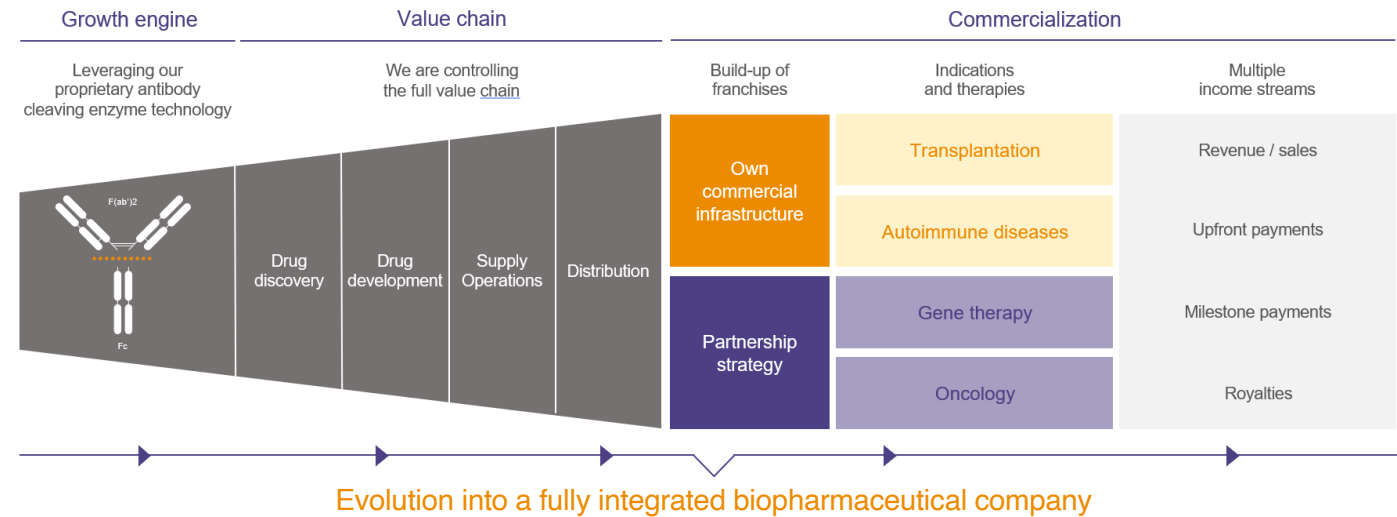 Growth engine
Value chain
Commercialization
Leveraging our
proprietary antibody
cleaving enzyme technology
We are controlling
the full value chain
Build-up of
franchises
Indications
and therapies
Multiple
income streams
F(ab')2
Fc
Drug
discovery
Drug
development
Supply
Operations
Distribution
Own
commercial
infrastructure
Partnership
strategy
Transplantation
Autoimmune diseases
Gene therapy
Oncology
Revenue / sales
Upfront payments
Milestone payments
Royalties
Evolution into a fully integrated biopharmaceutical company